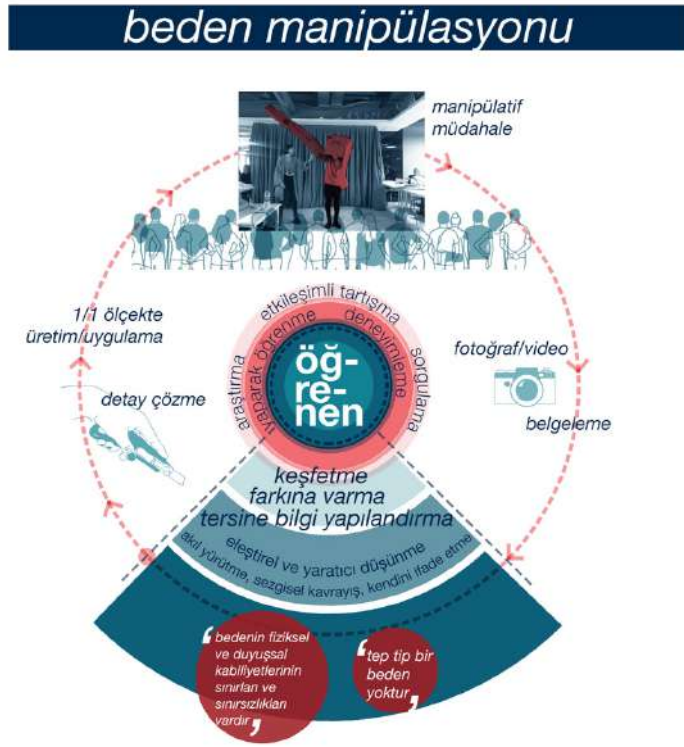 beden manipülasyonu
manipülatif
müdahale
1/1 ölçekte
üretim/uygulama
detay çözme
fotoğraf/video
belgeleme
araştırma
etkileşimli tartışma
sorgulama
yaparak öğrenme
deneyimleme
öğ-
re-
nen
keşfetme
farkına varma
tersine bilgi yapılandırma
eleştirel ve yaratıcı düşünme
akıl yürütme, sezgisel kavrayış, kendini ifade etme
‘bedenin fiziksel
ve duyuşsal
kabiliyetlerinin
sınırları ve
sınırsızlıkları
vardır’
‘tep tip bir
beden
yoktur’